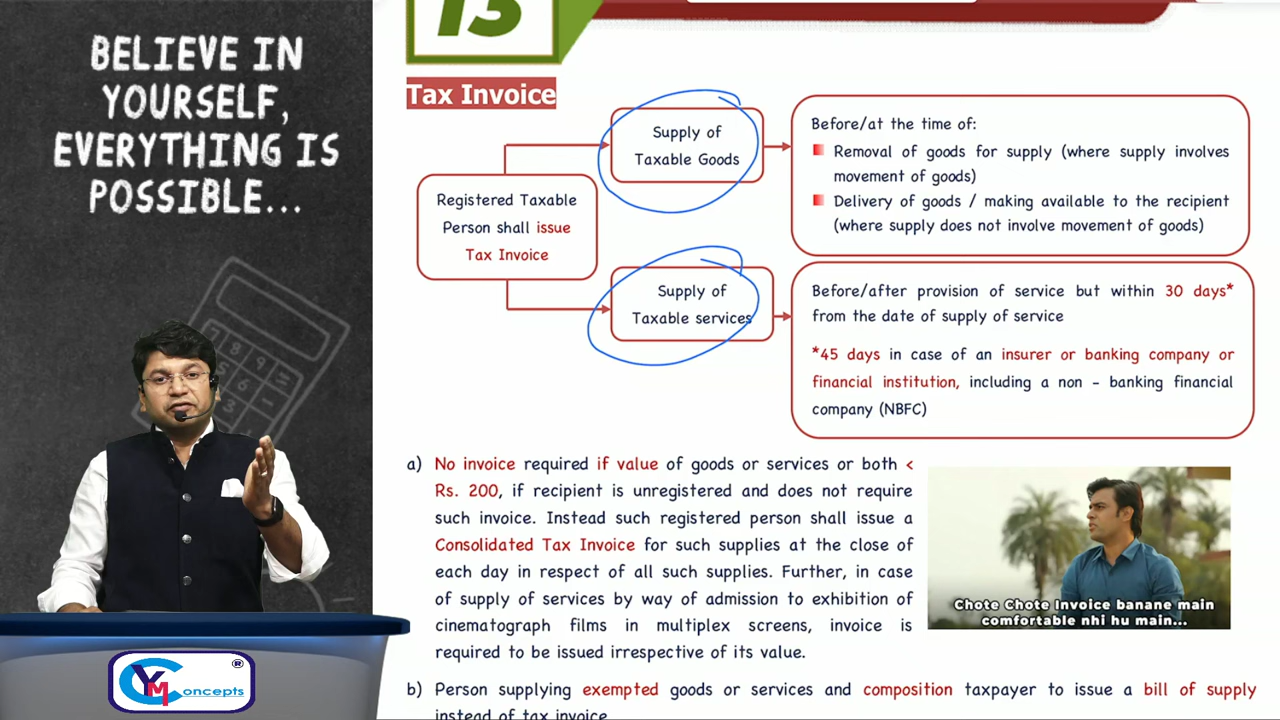 BELIEVE IN
YOURSELF,
EVERYTHING IS
POSSIBLE...
13
Tax Invoice
Registered Taxable
Person shall issue
Tax Invoice
Supply of
Taxable Goods
Before/at the time of:
Removal of goods for supply (where supply involves
movement of goods)
Delivery of goods / making available to the recipient
(where supply does not involve movement of goods)
Supply of
Taxable services
Before/after provision of service but within 30 days*
from the date of supply of service
*45 days in case of an insurer or banking company or
financial institution, including a non - banking financial
company (NBFC)
a) No invoice required if value of goods or services or both <
Rs. 200, if recipient is unregistered and does not require
such invoice. Instead such registered person shall issue a
Consolidated Tax Invoice for such supplies at the close of
each day in respect of all such supplies. Further, in case
of supply of services by way of admission to exhibition of
cinematograph films in multiplex screens, invoice is
required to be issued irrespective of its value.
Chote Chote Invoice banane main
comfortable nhi hu main...
b) Person supplying exempted goods or services and composition taxpayer to issue a bill of supply
instead of tax invoice.
YM Concepts ®